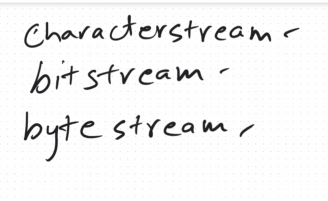 Characterstream -
bitstream -
byte stream -